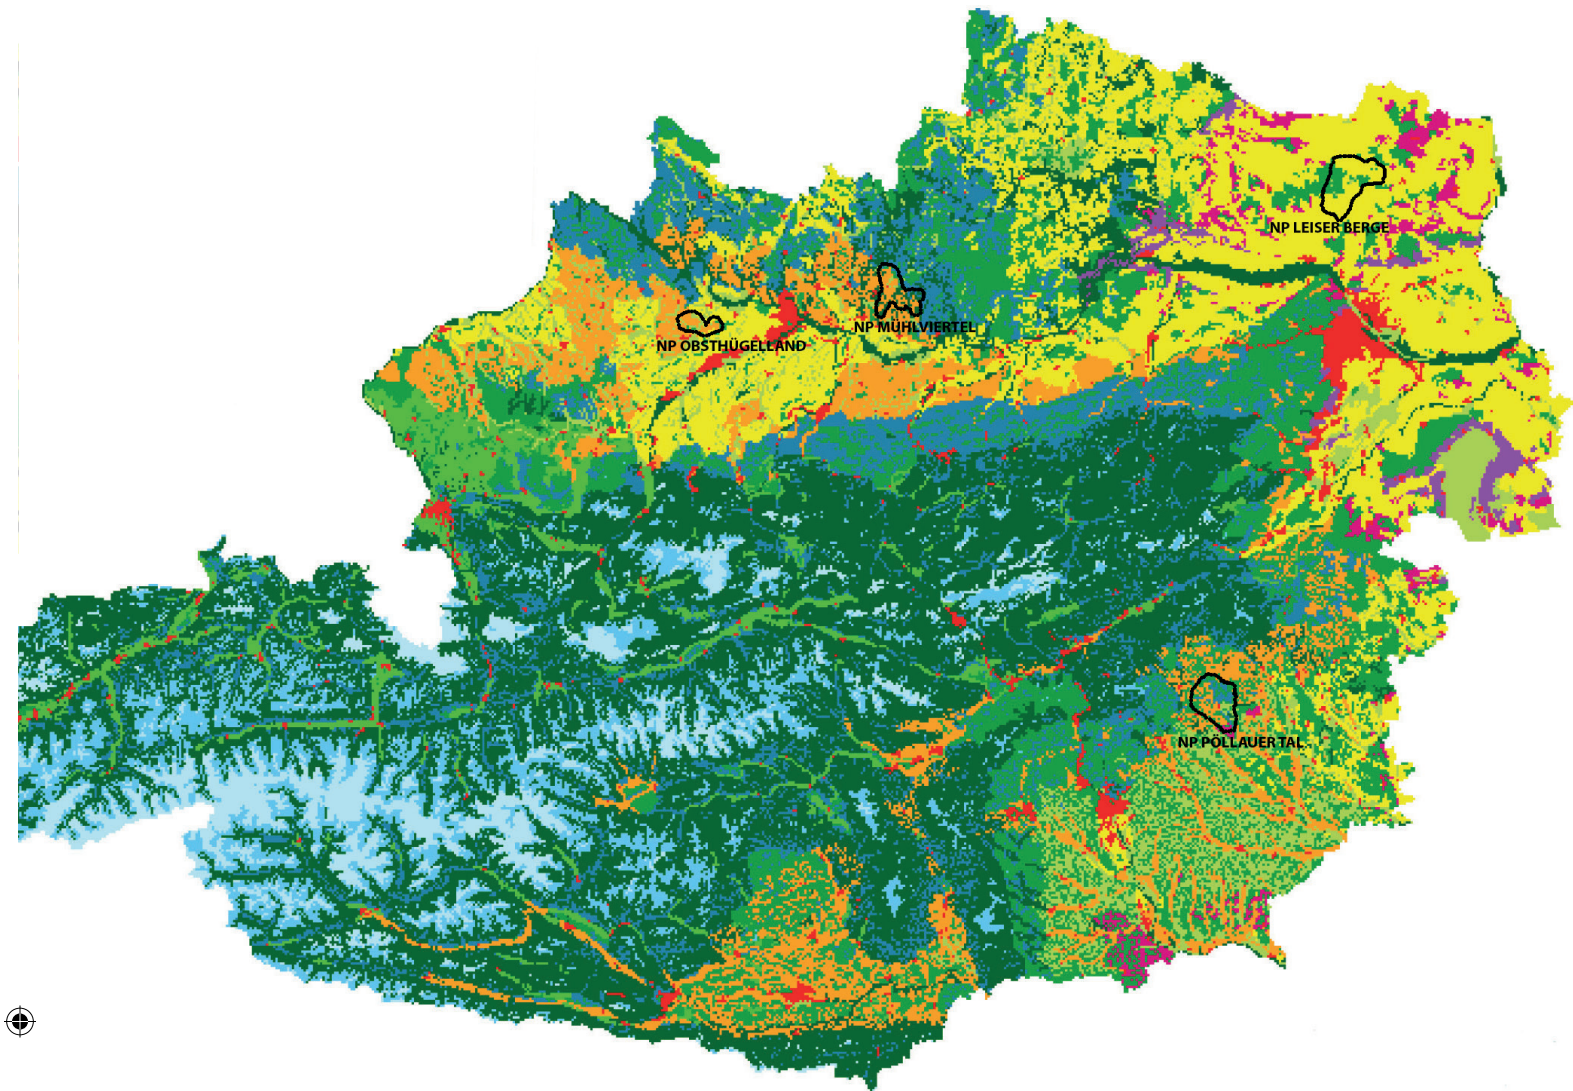 NP LEISER BERGE
NP MÜHLVIERTEL
NP OBSTHÜGELLAND
NP PÖLLAUER TAL